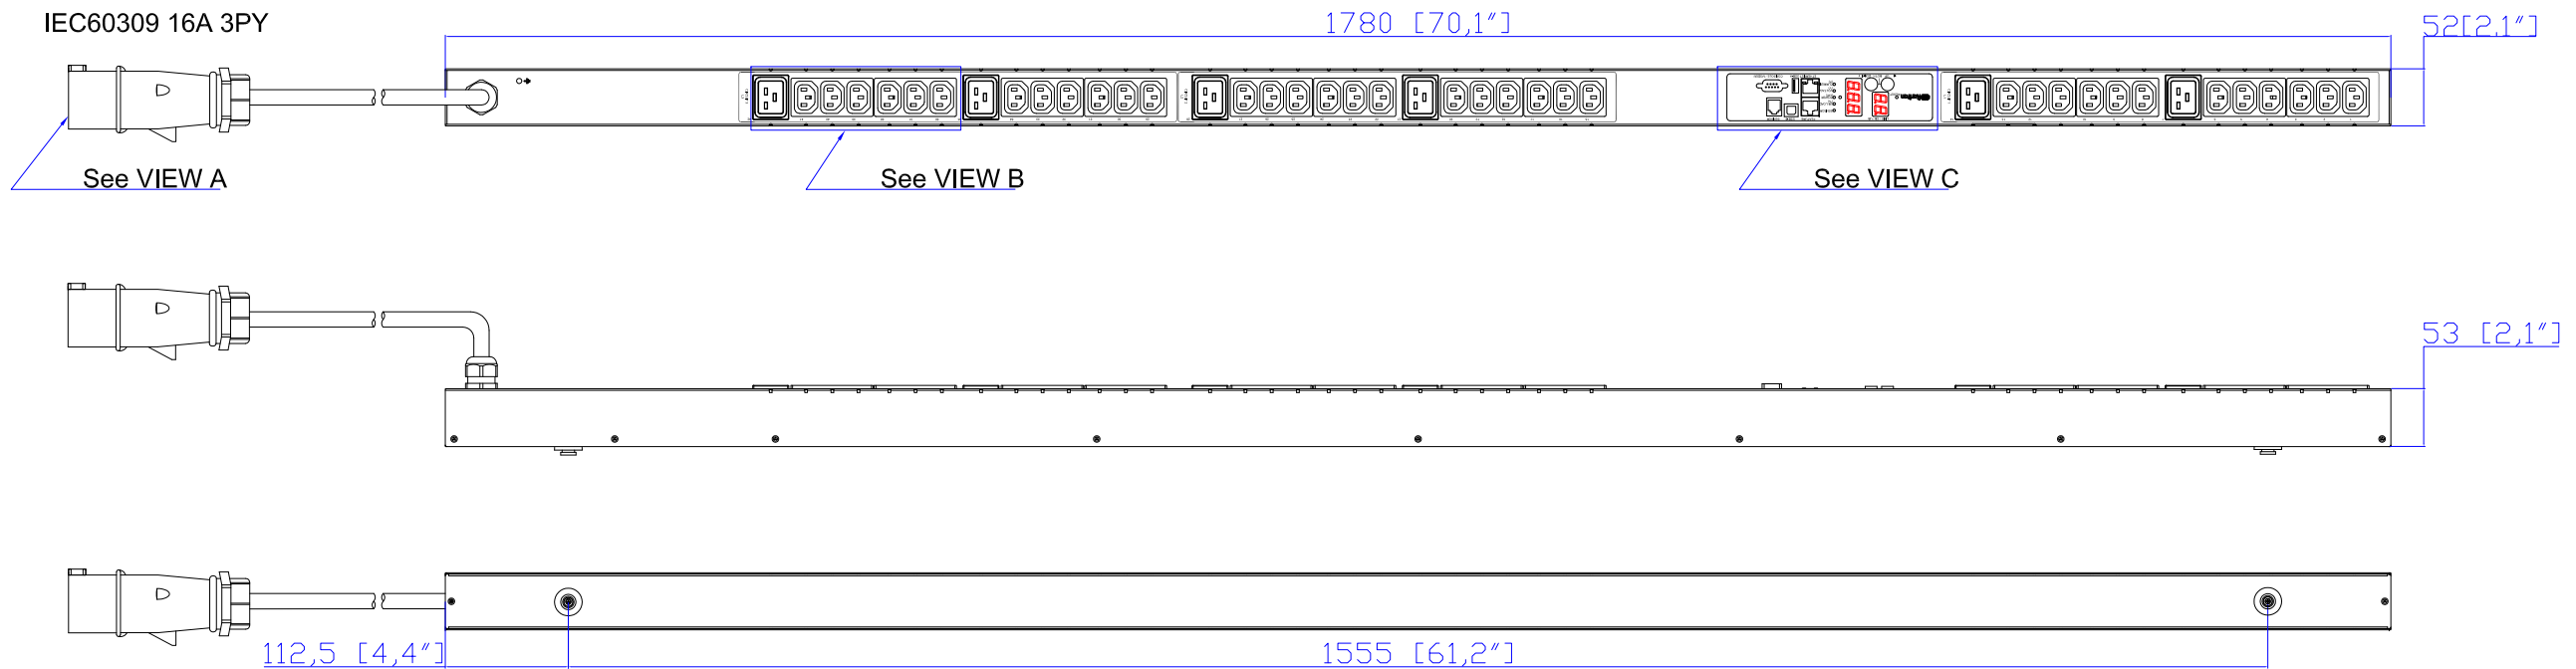 IEC60309 16A 3PY
1780 [70,1"]
52[2,1"]
See VIEW A
See VIEW B
See VIEW C
53 [2,1"]
112,5 [4,4"]
1555 [61,2"]